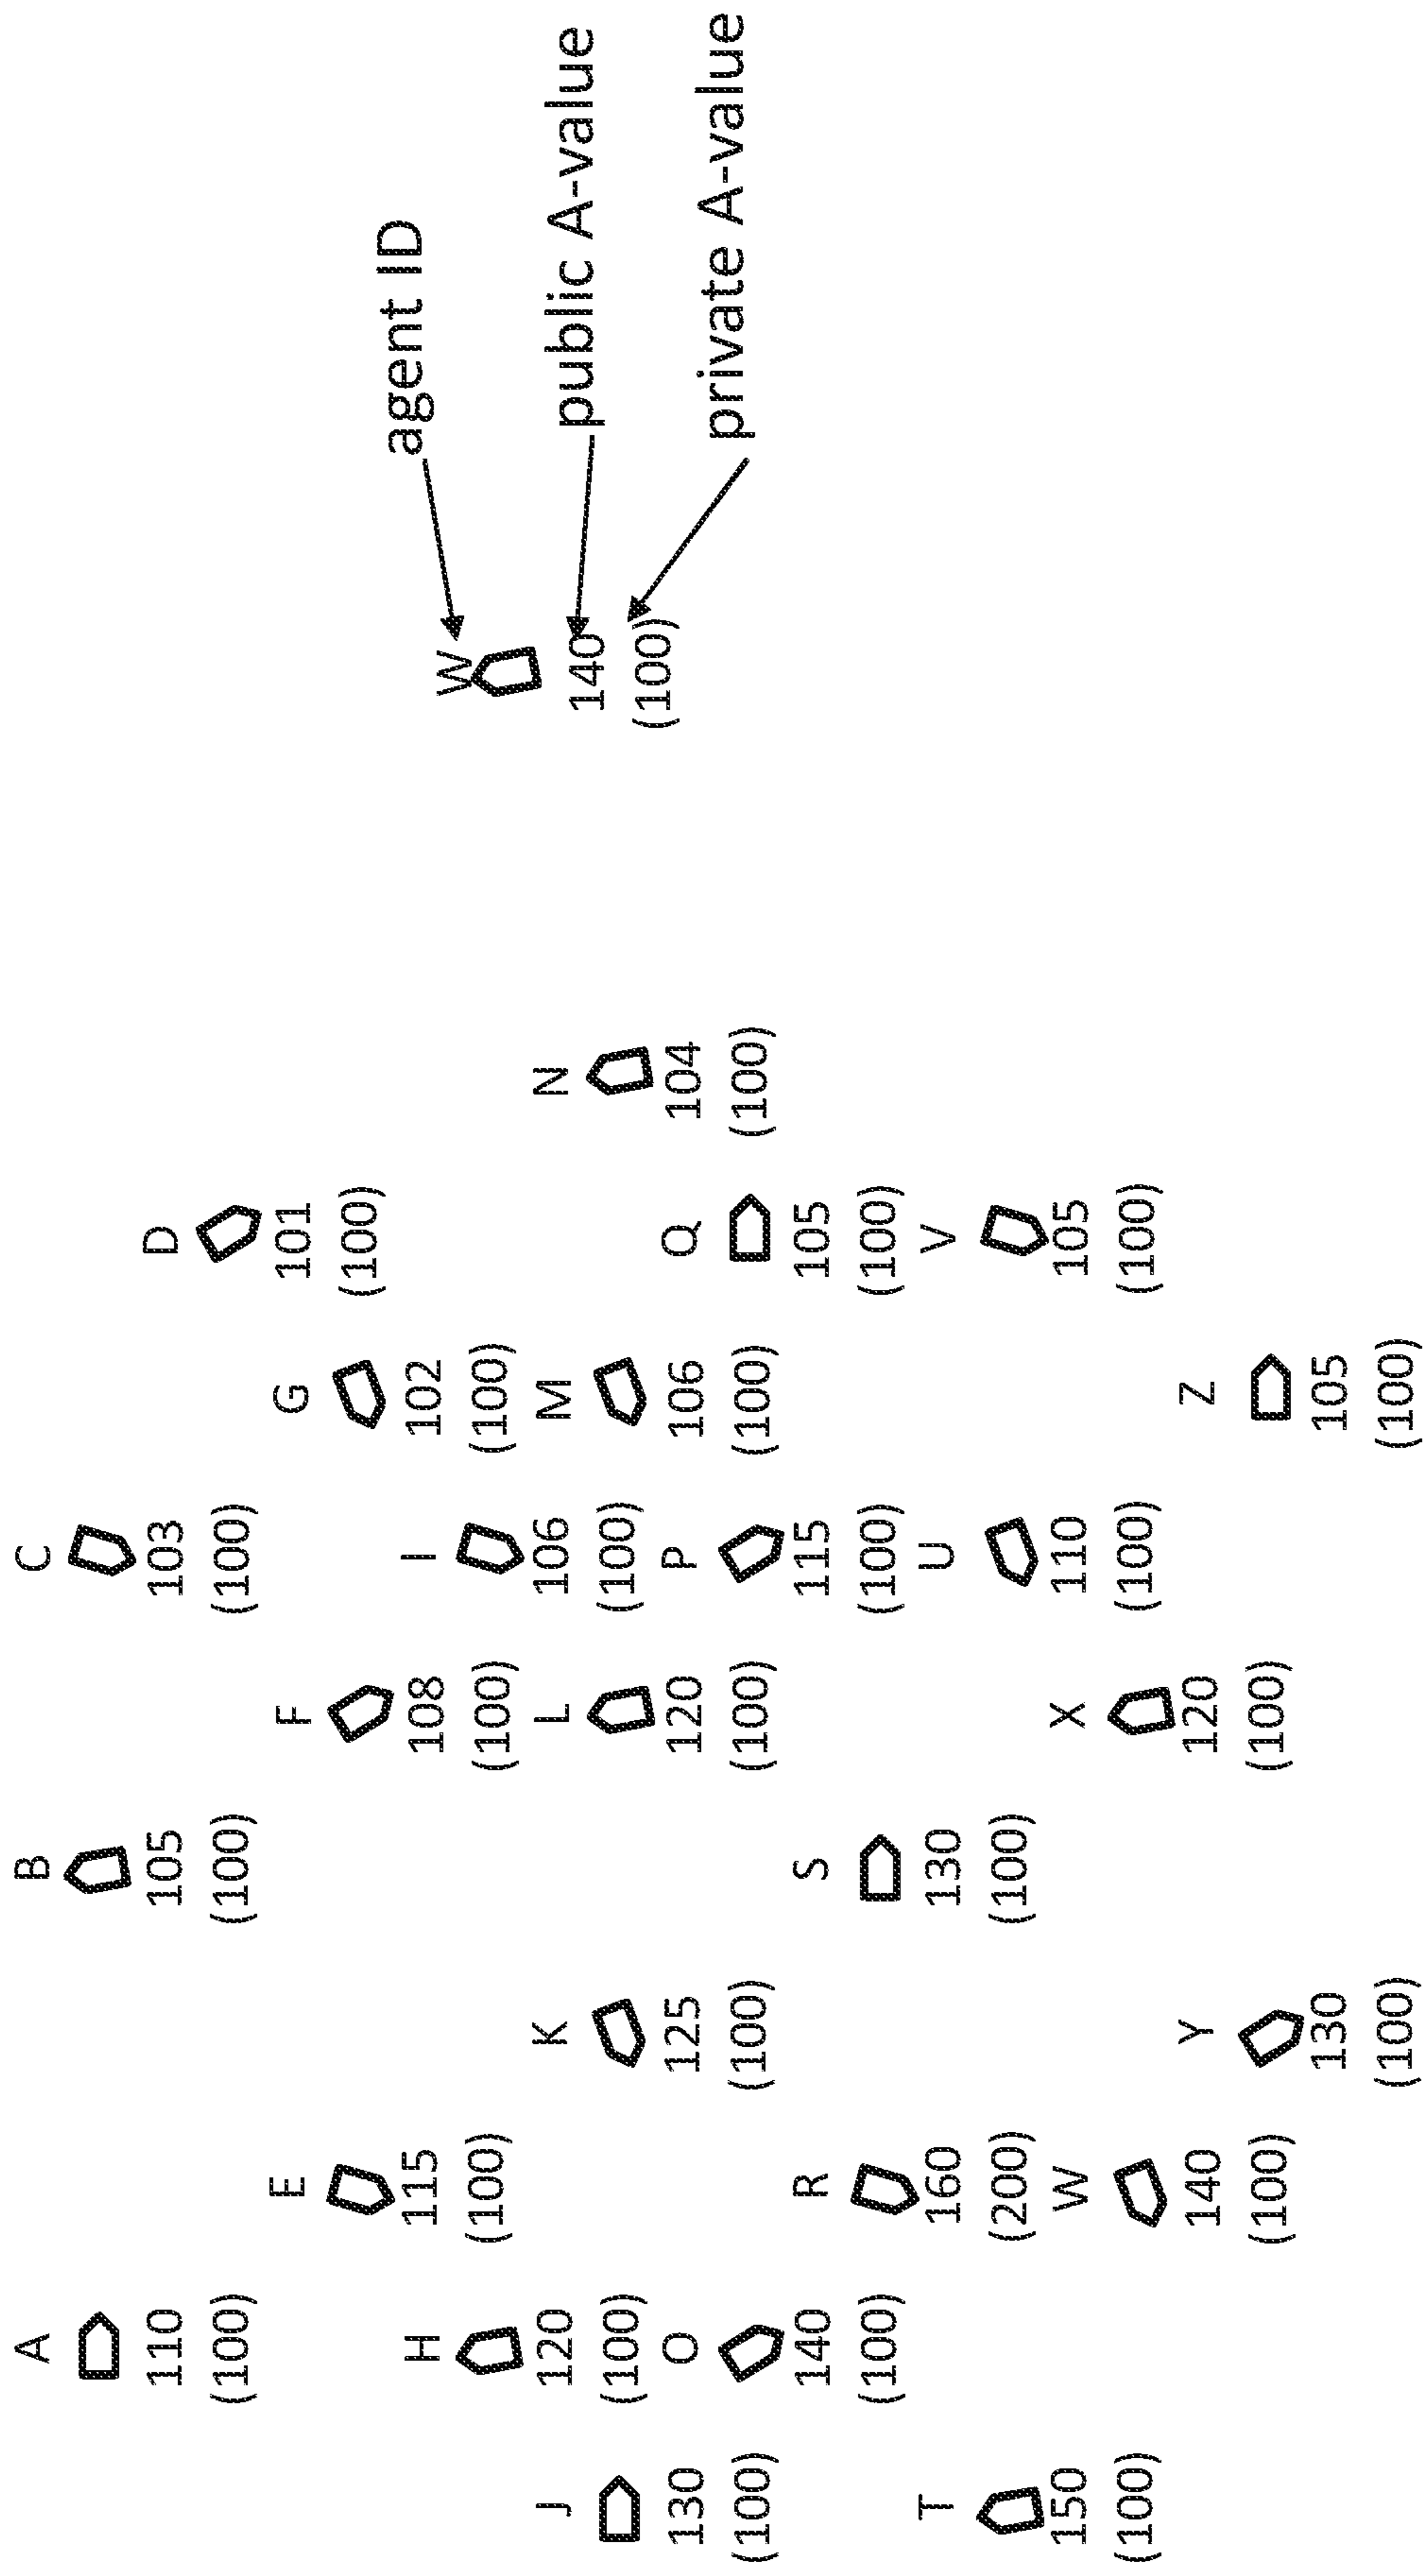 A
110
(100)
B
105
(100)
C
103
(100)
D
101
(100)
E
115
(100)
F
108
(100)
G
102
(100)
H
120
(100)
I
106
(100)
J
130
(100)
K
125
(100)
L
120
(100)
M
106
(100)
N
104
(100)
O
140
(100)
P
115
(100)
Q
105
(100)
R
160
(200)
S
130
(100)
T
150
(100)
U
110
(100)
V
105
(100)
W
140
(100)
X
120
(100)
Y
130
(100)
Z
105
(100)
W
140
(100)
agent ID
public A-value
private A-value